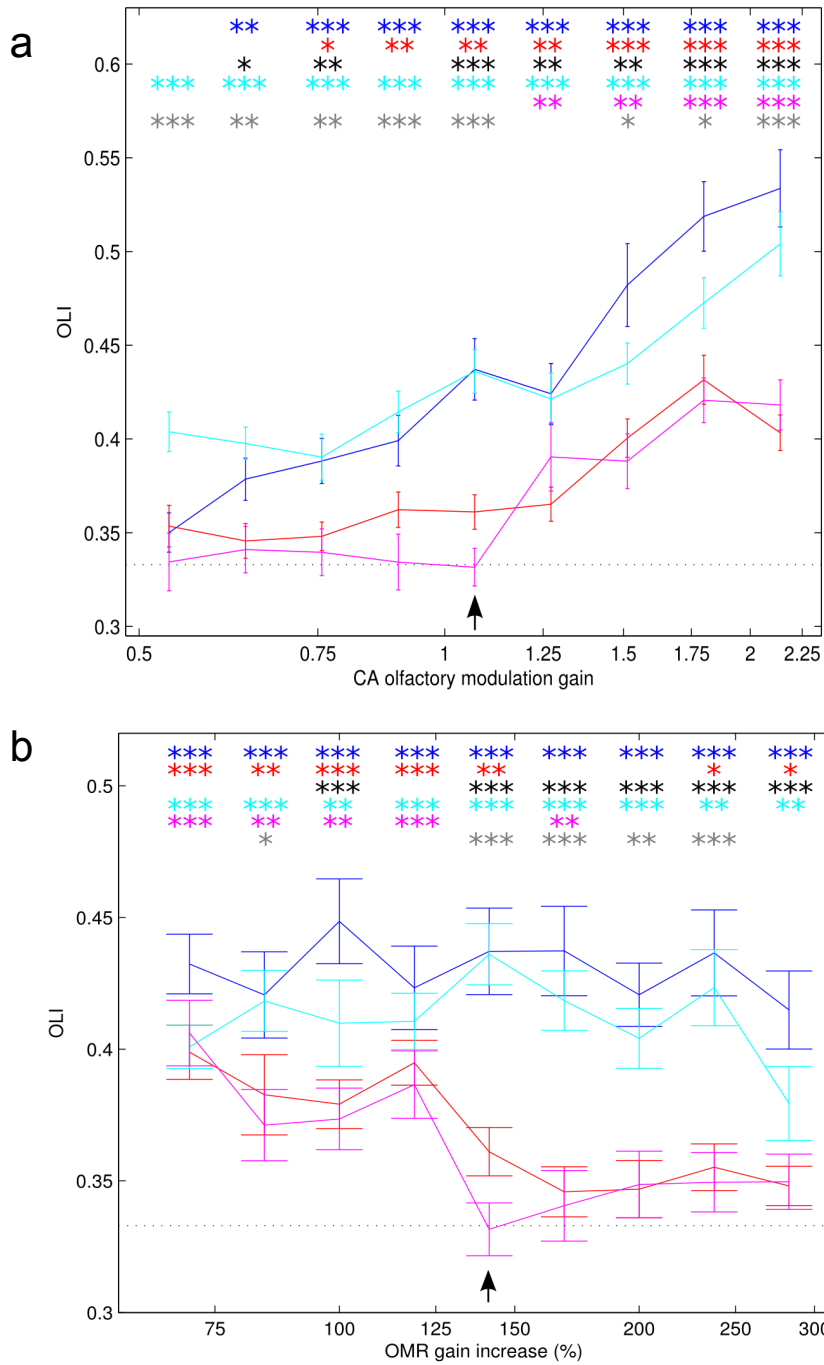 a
** *** *** *** *** *** *** ***
* ** ** ** *** *** ***
* ** *** ** ** *** ***
*** *** *** *** *** *** *** *** ***
** ** *** ***
*** ** ** *** *** * * ***
0.6
0.55
0.5
0.45
0.4
0.35
0.3
OLI
0.5 0.75 1 1.25 1.5 1.75 2 2.25
CA olfactory modulation gain
b
*** *** *** *** *** *** *** *** ***
*** ** *** *** ** * *
*** *** *** *** *** ***
*** *** ** *** *** *** *** ** **
*** ** ** *** **
* *** *** ** ***
0.5
0.45
0.4
0.35
0.3
OLI
75 100 125 150 200 250 300
OMR gain increase (%)